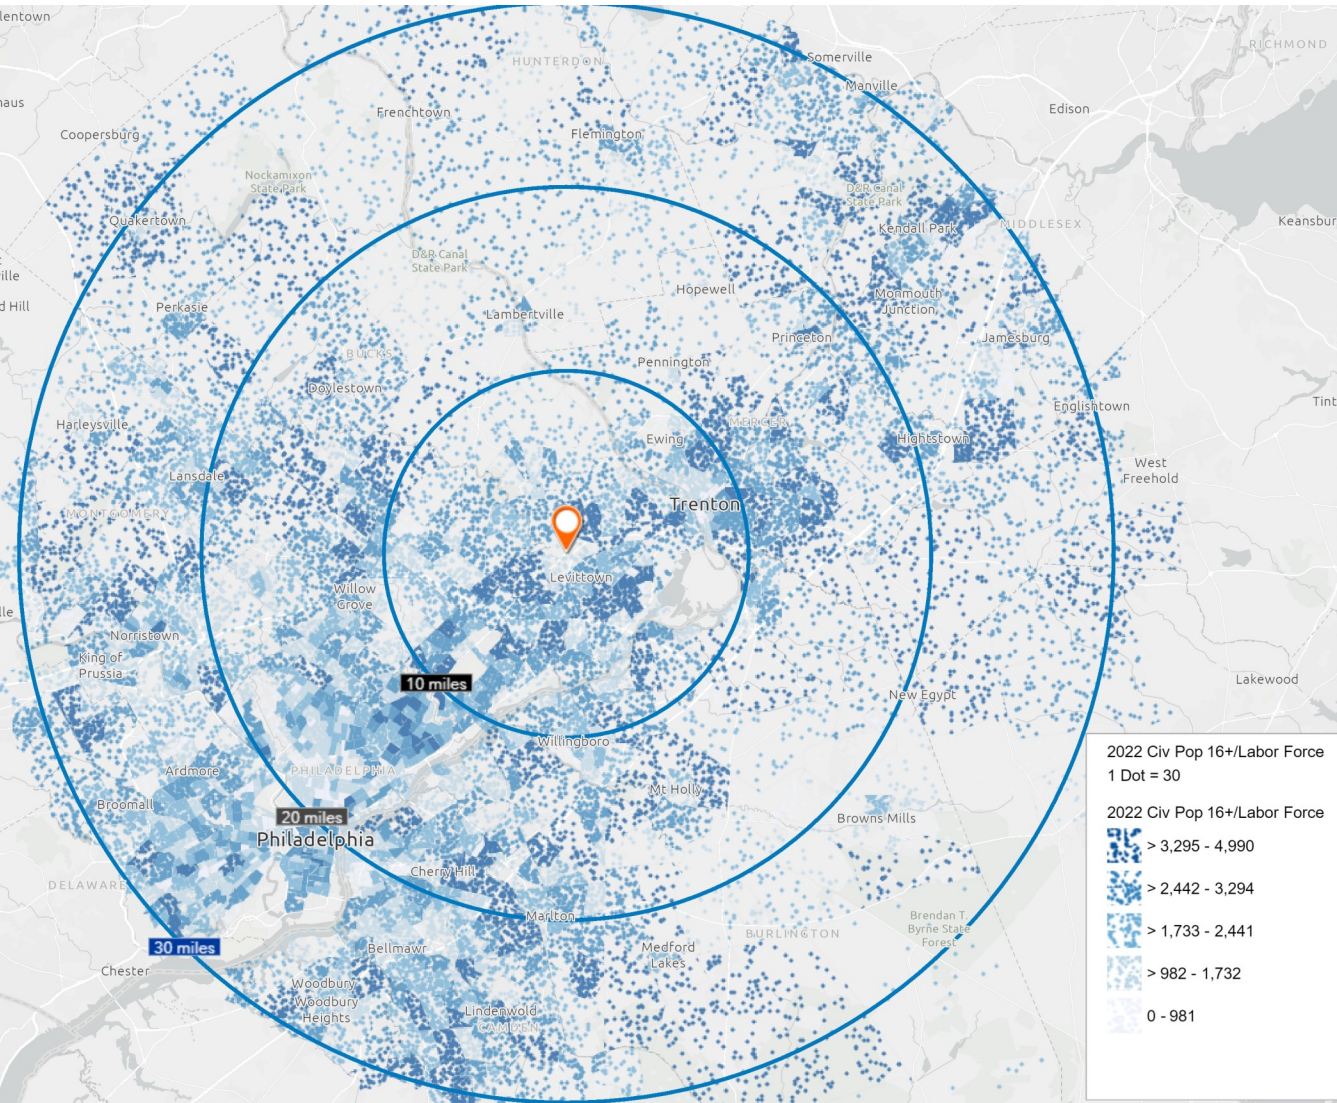 lentown
RICHMOND
Somerville
HUNTERDON
Manville
haus
Edison
Frenchtown
Coopersburg
Flemington
Nockamixon
State Park
D&R Canal
State Park
Quakertown
Kendall Park
MIDDLESEX
Keansbur
D&R Canal
State Park
ville
Hopewell
Monmouth
Junction
d Hill
Perkasie
Lambertville
Princeton
Jamesburg
BUCKS
Pennington
Doylestown
Tint
Englishtown
Harleysville
MERCER
Ewing
Hightstown
West
Freehold
Lansdale
Trenton
MONTGOMERY
Levittown
Willow
Grove
lle
Norristown
King of
Prussia
10 miles
New Egypt
Lakewood
Willingboro
PHILADELPHIA
Ardmore
Mt Holly
Broomall
20 miles
Browns Mills
Philadelphia
Cherry Hill
DELAWARE
Marlton
Brendan T.
Byrne State
Forest
BURLINGTON
30 miles
Bellmawr
Medford
Lakes
Chester
Woodbury
Woodbury
Heights
Lindenwold
CAMDEN
2022 Civ Pop 16+/Labor Force
1 Dot = 30
2022 Civ Pop 16+/Labor Force
> 3,295 - 4,990
> 2,442 - 3,294
> 1,733 - 2,441
> 982 - 1,732
0 - 981